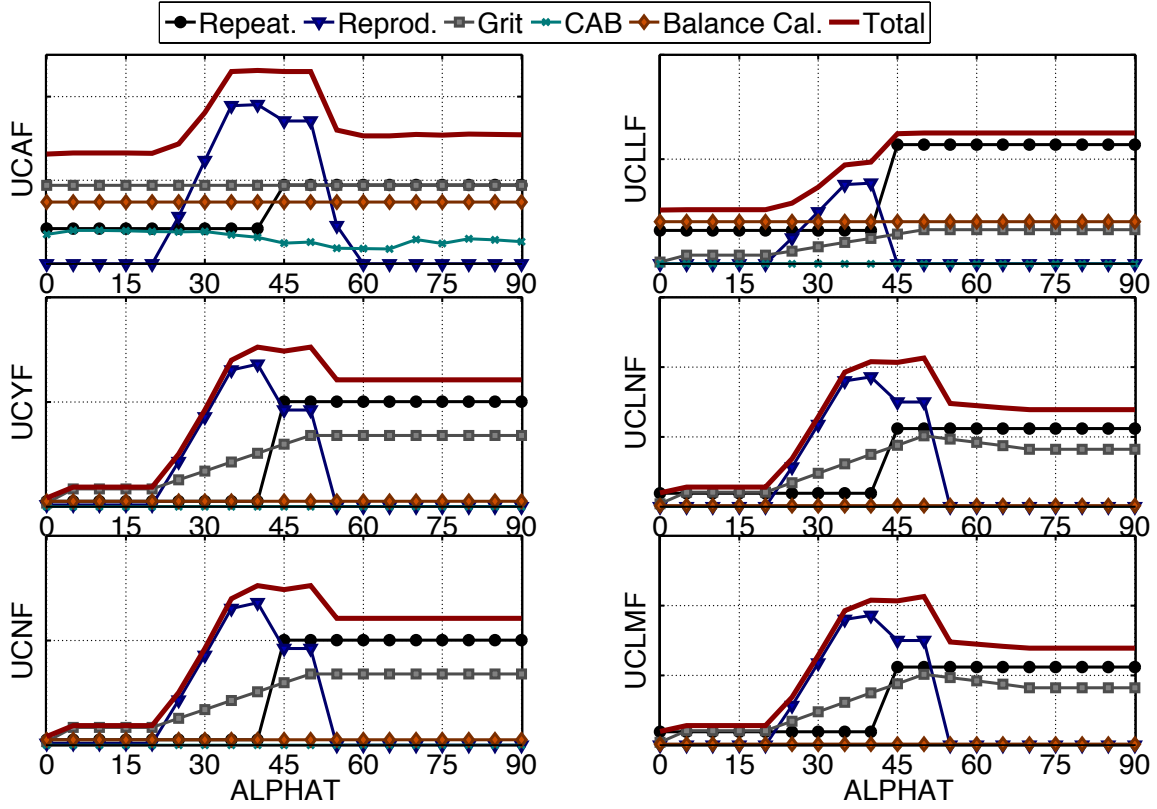 Repeat. Reprod. Grit CAB Balance Cal. Total
UCAF
0 15 30 45 60 75 90
UCLLF
0 15 30 45 60 75 90
UCYF
0 15 30 45 60 75 90
UCLNF
0 15 30 45 60 75 90
UCNF
0 15 30 45 60 75 90
ALPHAT
UCLMF
0 15 30 45 60 75 90
ALPHAT